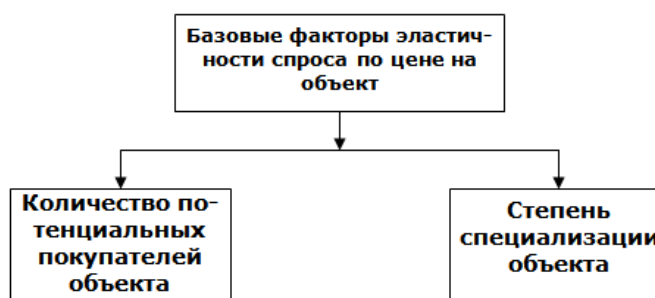 Базовые факторы эластич-
ности спроса по цене на
объект
Количество по-
тенциальных
покупателей
объекта
Степень
специализации
объекта